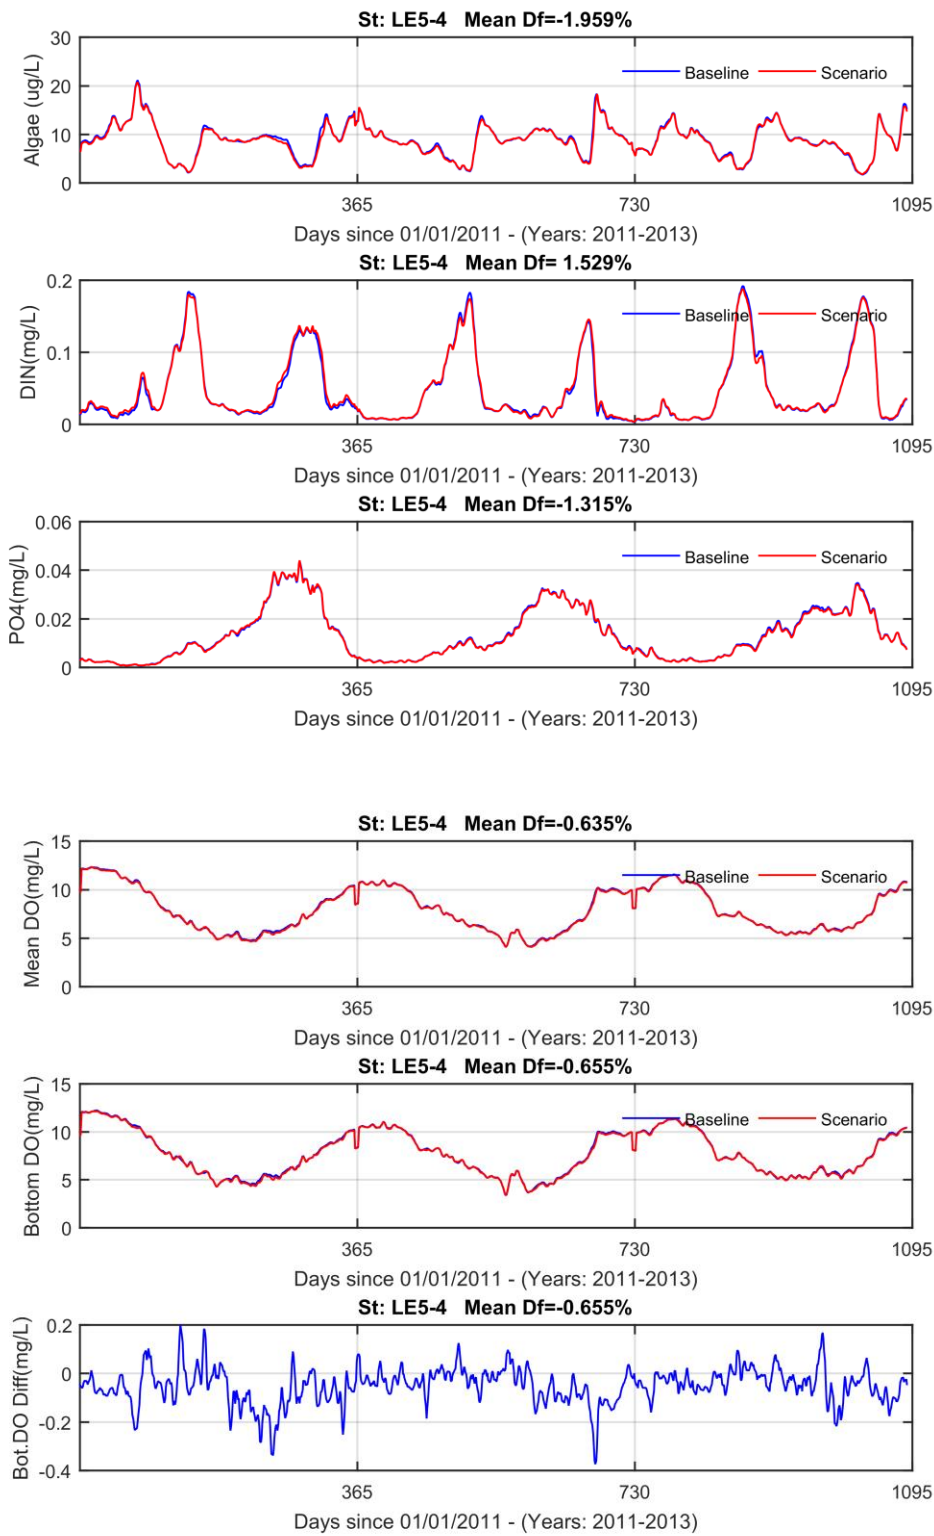 St: LE5-4 Mean Df=-1.959%
30
20
10
0
Algae (ug/L)
Baseline Scenario
365 730 1095
Days since 01/01/2011 - (Years: 2011-2013)
St: LE5-4 Mean Df= 1.529%
0.2
0.1
0
DIN(mg/L)
Baseline Scenario
365 730 1095
Days since 01/01/2011 - (Years: 2011-2013)
St: LE5-4 Mean Df=-1.315%
0.06
0.04
0.02
0
PO4(mg/L)
Baseline Scenario
365 730 1095
Days since 01/01/2011 - (Years: 2011-2013)
St: LE5-4 Mean Df=-0.635%
15
10
5
0
Mean DO(mg/L)
Baseline Scenario
365 730 1095
Days since 01/01/2011 - (Years: 2011-2013)
St: LE5-4 Mean Df=-0.655%
15
10
5
0
Bottom DO(mg/L)
Baseline Scenario
365 730 1095
Days since 01/01/2011 - (Years: 2011-2013)
St: LE5-4 Mean Df=-0.655%
0.2
0
-0.2
-0.4
Bot.DO Diff(mg/L)
365 730 1095
Days since 01/01/2011 - (Years: 2011-2013)